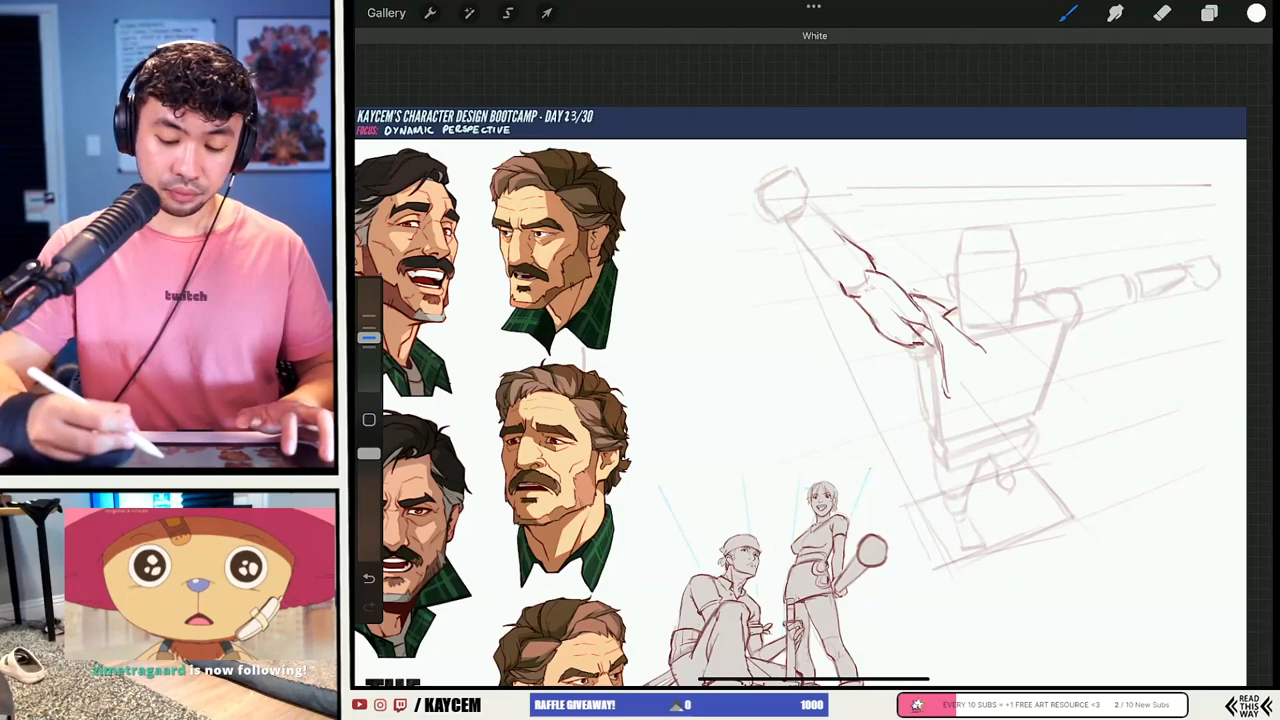 Gallery
White
KAYCEM'S CHARACTER DESIGN BOOTCAMP - DAY 23/30
FOCUS: DYNAMIC PERSPECTIVE
twitch
Ametragaard is now following!
/ KAYCEM
RAFFLE GIVEAWAY!
0
1000
EVERY 10 SUBS = +1 FREE ART RESOURCE <3
2 / 10 New Subs
READ
THIS
WAY